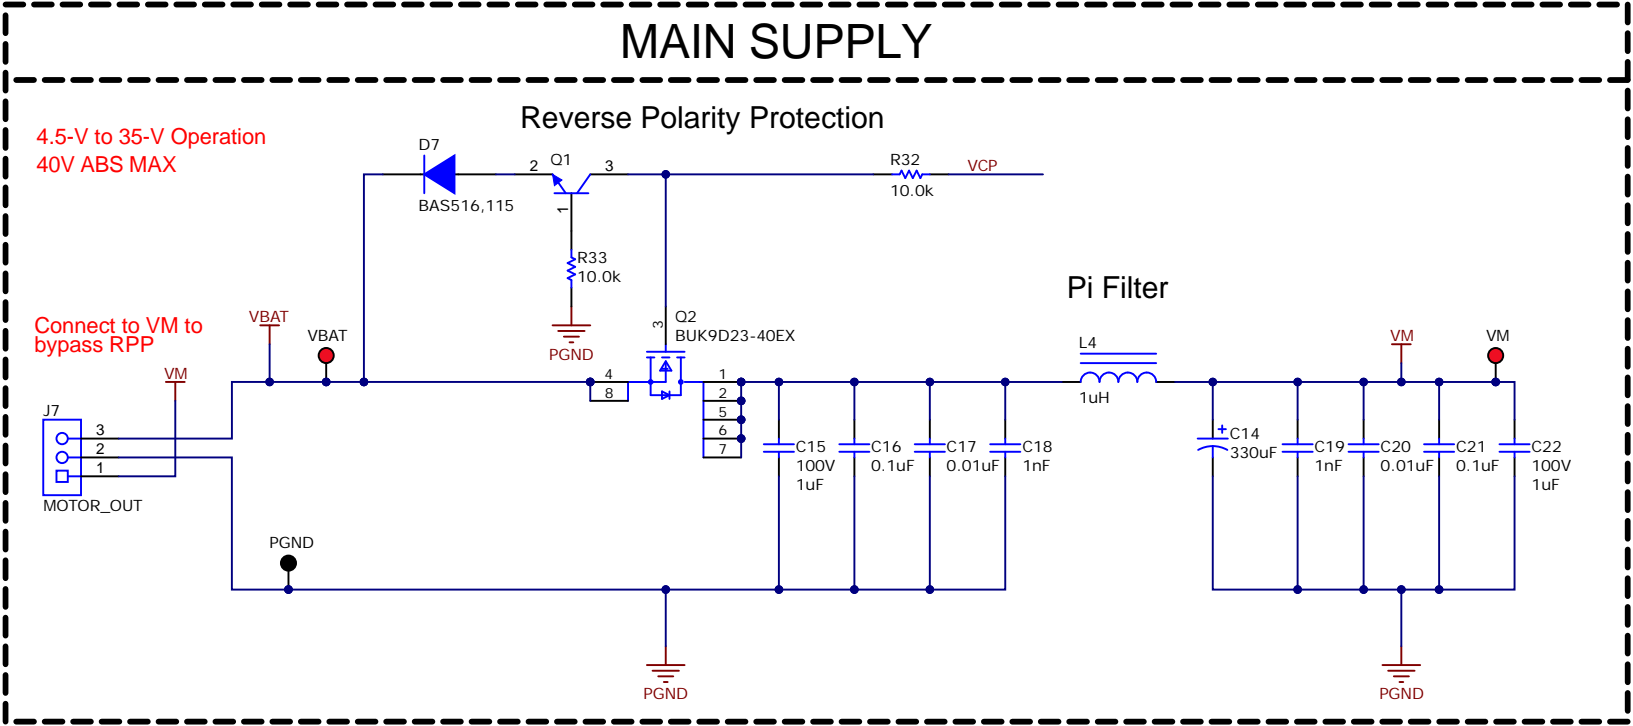 MAIN SUPPLY
Reverse Polarity Protection
4.5-V to 35-V Operation
40V ABS MAX
D7
BAS516,115
2
Q1
3
1
R32
10.0k
VCP
R33
10.0k
PGND
Connect to VM to
bypass RPP
VBAT
VBAT
VM
J7
3
2
1
MOTOR_OUT
PGND
3
Q2
BUK9D23-40EX
4
8
1
2
5
6
7
C15
100V
1uF
C16
0.1uF
C17
0.01uF
C18
1nF
PGND
Pi Filter
L4
1uH
VM
VM
C14
330uF
C19
1nF
C20
0.01uF
C21
0.1uF
C22
100V
1uF
PGND